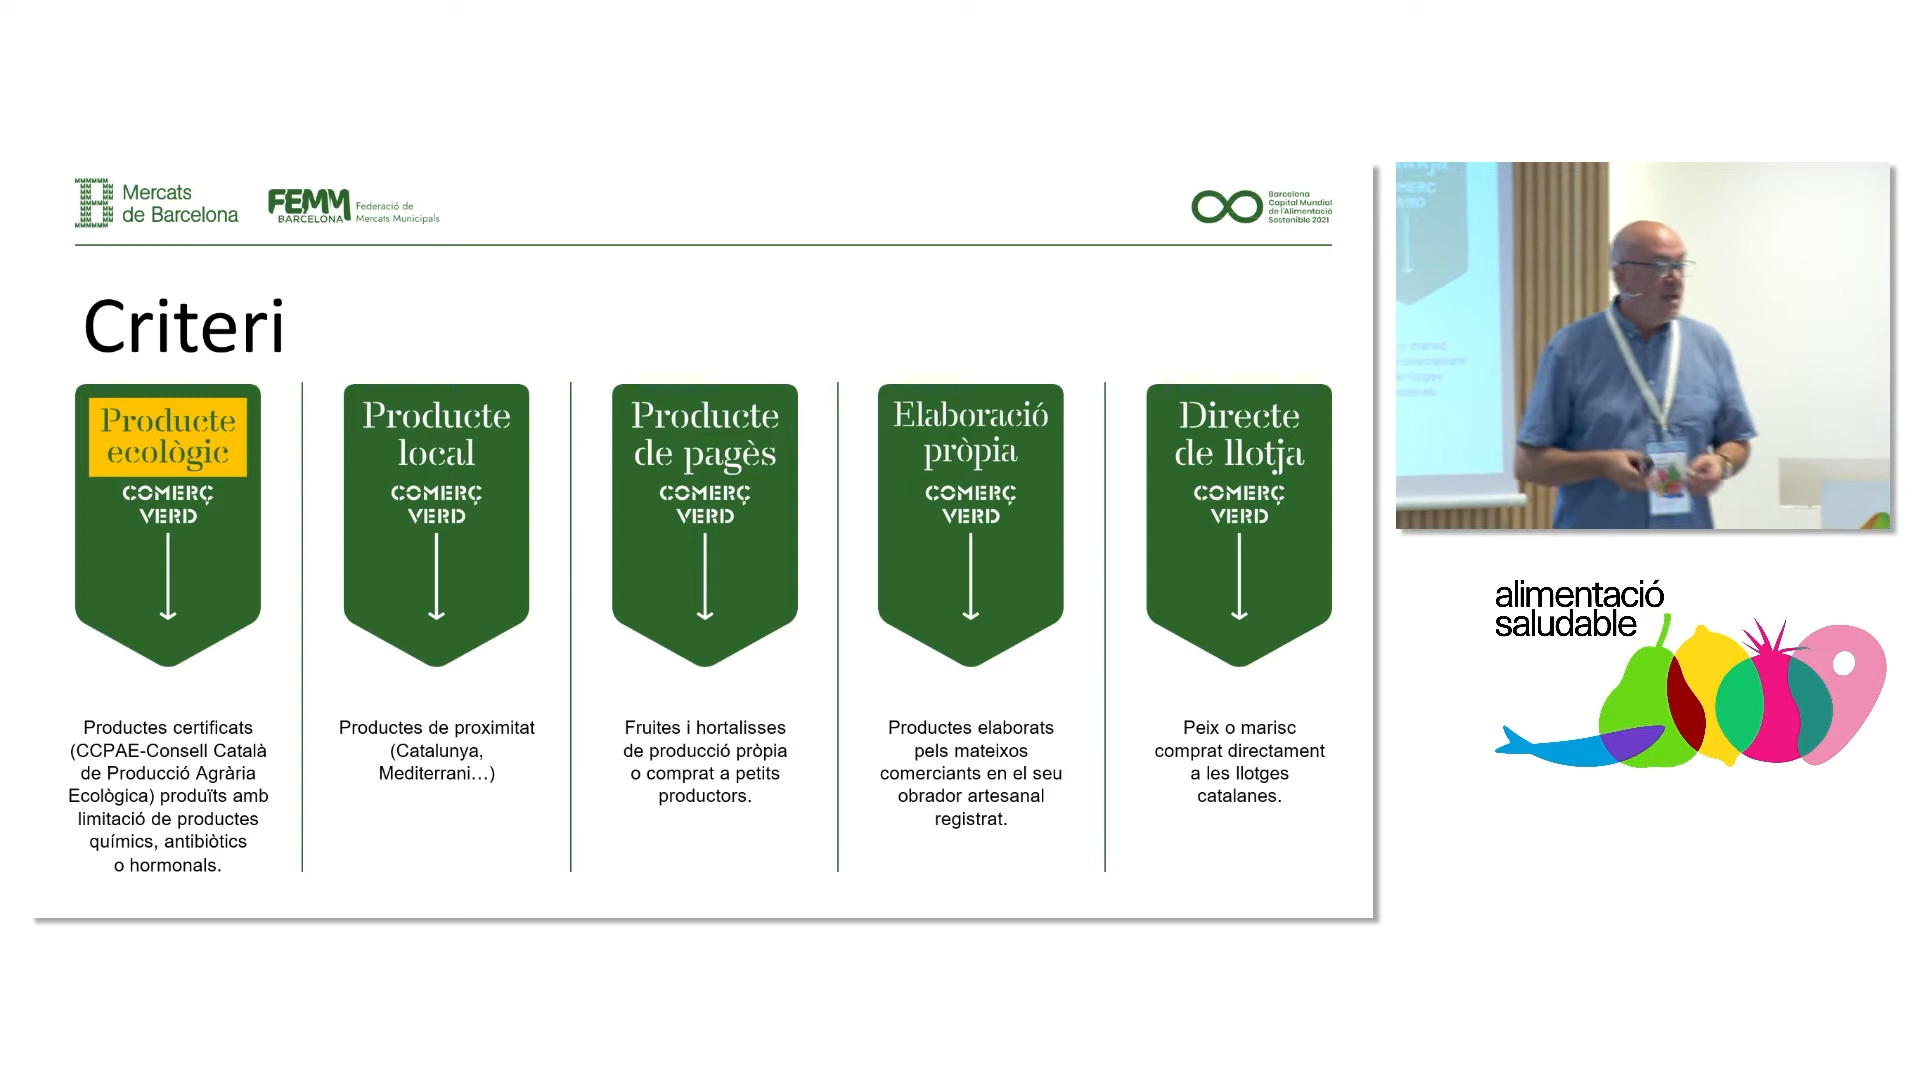 Mercats
de Barcelona
FEMM
BARCELONA
Federació de
Mercats Municipals
Barcelona
Capital Mundial
de l'Alimentació
Sostenible 2021
Criteri
Producte
ecològic
COMERÇ
VERD
Productes certificats
(CCPAE-Consell Català
de Producció Agrària
Ecològica) produïts amb
limitació de productes
químics, antibiòtics
o hormonals.
Producte
local
COMERÇ
VERD
Productes de proximitat
(Catalunya,
Mediterrani...)
Producte
de pagès
COMERÇ
VERD
Fruites i hortalisses
de producció pròpia
o comprat a petits
productors.
Elaboració
pròpia
COMERÇ
VERD
Productes elaborats
pels mateixos
comerciants en el seu
obrador artesanal
registrat.
Directe
de llotja
COMERÇ
VERD
Peix o marisc
comprat directament
a les llotges
catalanes.
alimentació
saludable